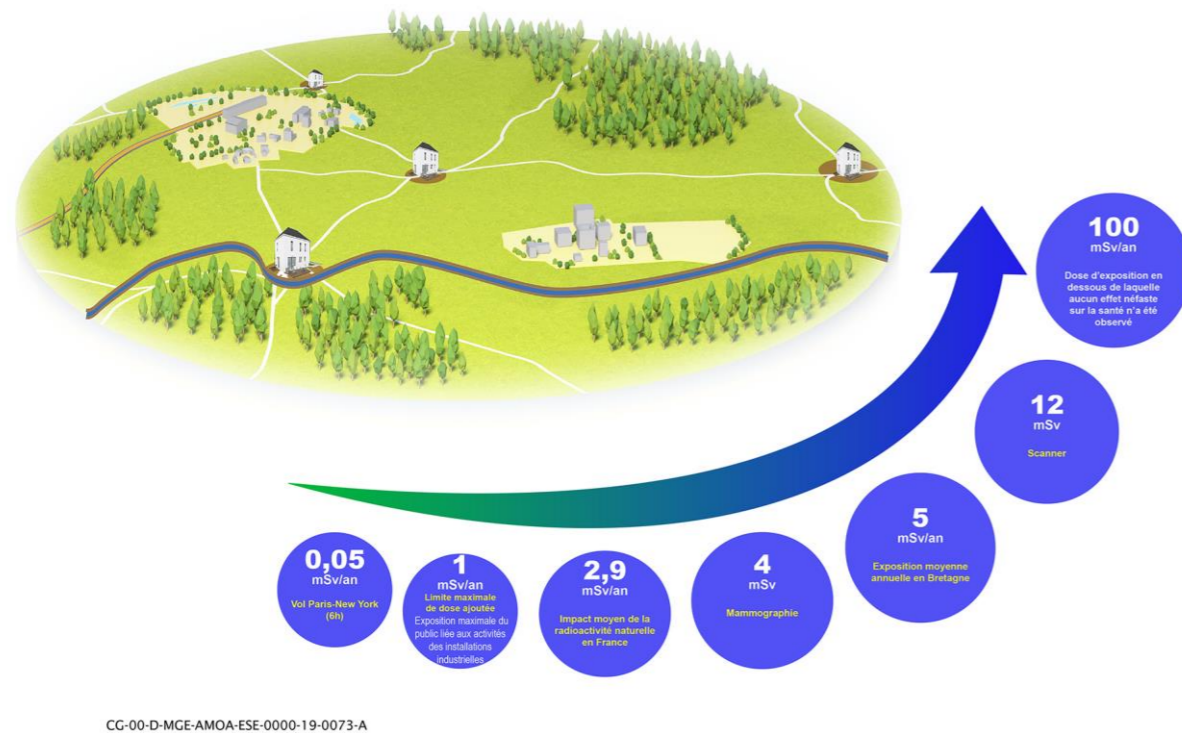 0,05
mSv/an
Vol Paris-New York
(6h)
1
mSv/an
Limite maximale
de dose ajoutée
Exposition maximale du
public liée aux activités
des installations
industrielles
2,9
mSv/an
Impact moyen de la
radioactivité naturelle
en France
4
mSv
Mammographie
5
mSv/an
Exposition moyenne
annuelle en Bretagne
12
mSv
Scanner
100
mSv/an
Dose d'exposition en
dessous de laquelle
aucun effet néfaste
sur la santé n'a été
observé
CG-00-D-MGE-AMOA-ESE-0000-19-0073-A